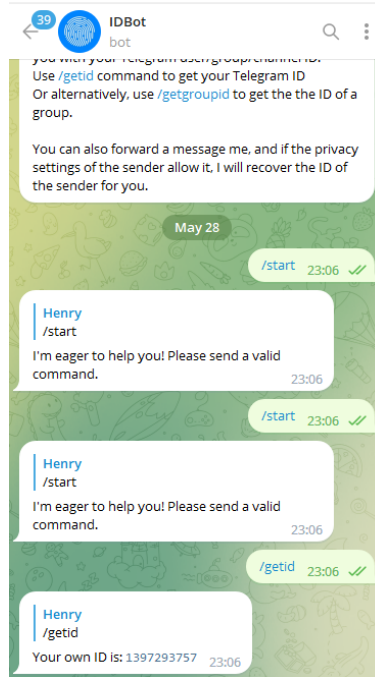 39
IDBot
bot
you with your Telegram user/group/channel ID.
Use /getid command to get your Telegram ID
Or alternatively, use /getgroupid to get the the ID of a
group.
You can also forward a message me, and if the privacy
settings of the sender allow it, I will recover the ID of
the sender for you.
May 28
/start 23:06
Henry
/start
I'm eager to help you! Please send a valid
command.
23:06
/start 23:06
Henry
/start
I'm eager to help you! Please send a valid
command.
23:06
/getid 23:06
Henry
/getid
Your own ID is: 1397293757 23:06